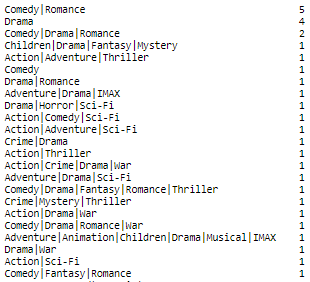 Comedy|Romance 5
Drama 4
Comedy|Drama|Romance 2
Children|Drama|Fantasy|Mystery 1
Action|Adventure|Thriller 1
Comedy 1
Drama|Romance 1
Adventure|Drama|IMAX 1
Drama|Horror|Sci-Fi 1
Action|Comedy|Sci-Fi 1
Action|Adventure|Sci-Fi 1
Crime|Drama 1
Action|Thriller 1
Action|Crime|Drama|War 1
Adventure|Drama|Sci-Fi 1
Comedy|Drama|Fantasy|Romance|Thriller 1
Crime|Mystery|Thriller 1
Action|Drama|War 1
Comedy|Drama|Romance|War 1
Adventure|Animation|Children|Drama|Musical|IMAX 1
Drama|War 1
Action|Sci-Fi 1
Comedy|Fantasy|Romance 1